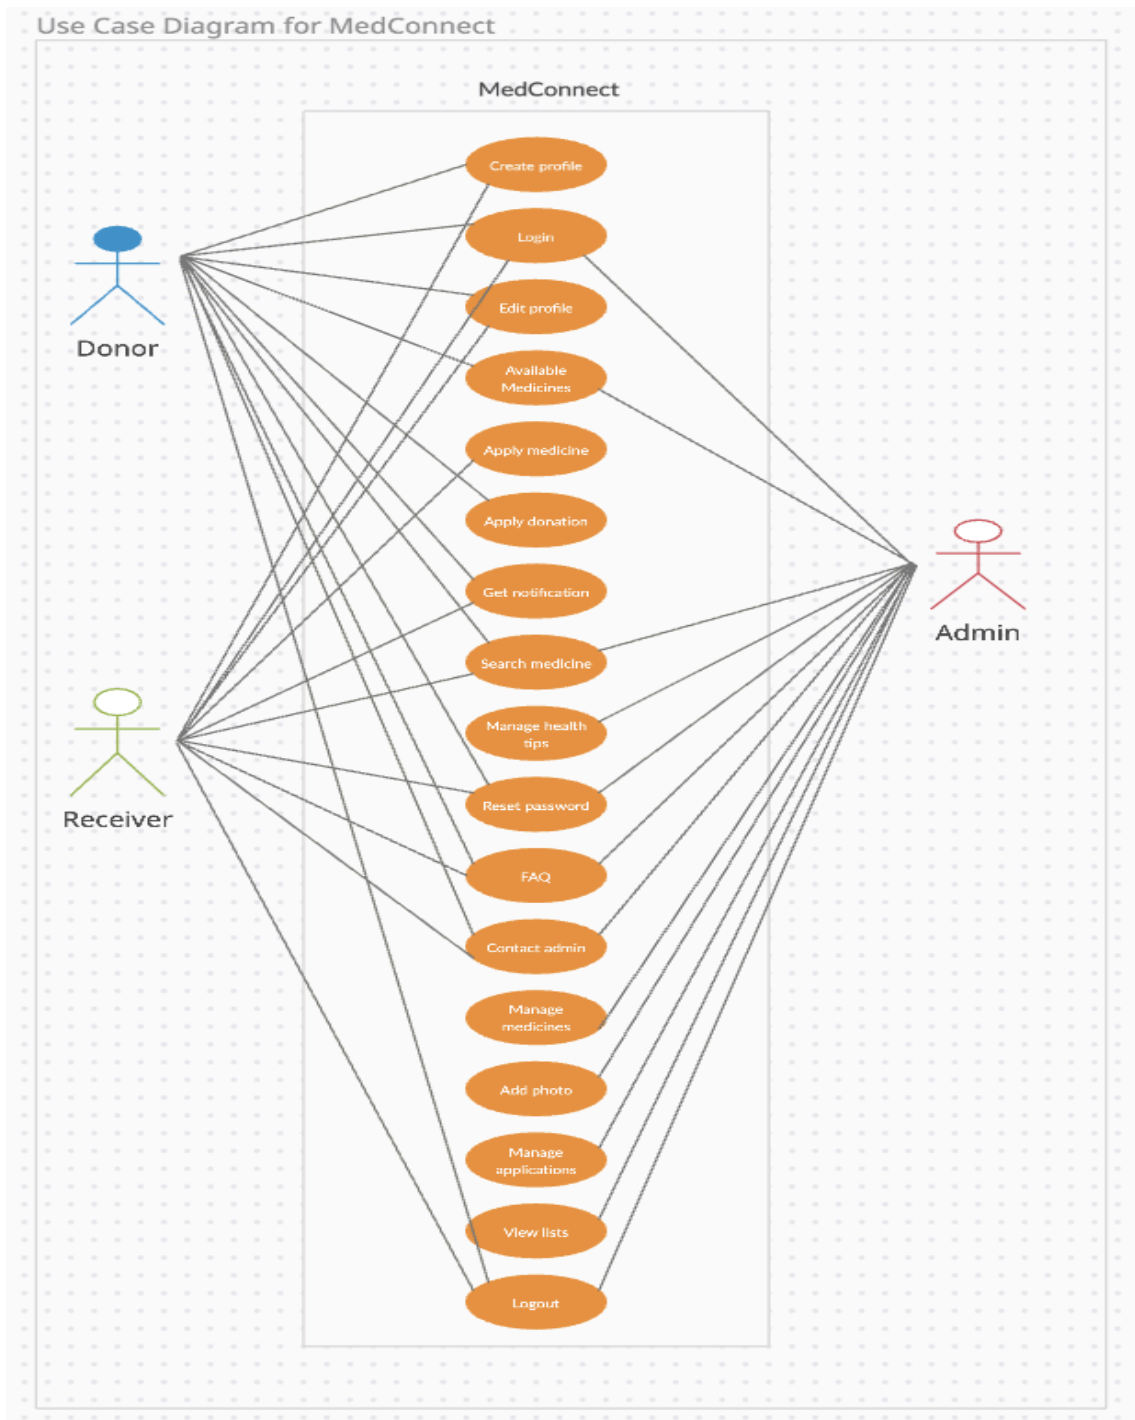 Use Case Diagram for MedConnect
MedConnect
Create profile
Login
Edit profile
Available
Medicines
Apply medicine
Apply donation
Get notification
Search medicine
Manage health
tips
Reset password
FAQ
Contact admin
Manage
medicines
Add photo
Manage
applications
View lists
Logout
Donor
Receiver
Admin